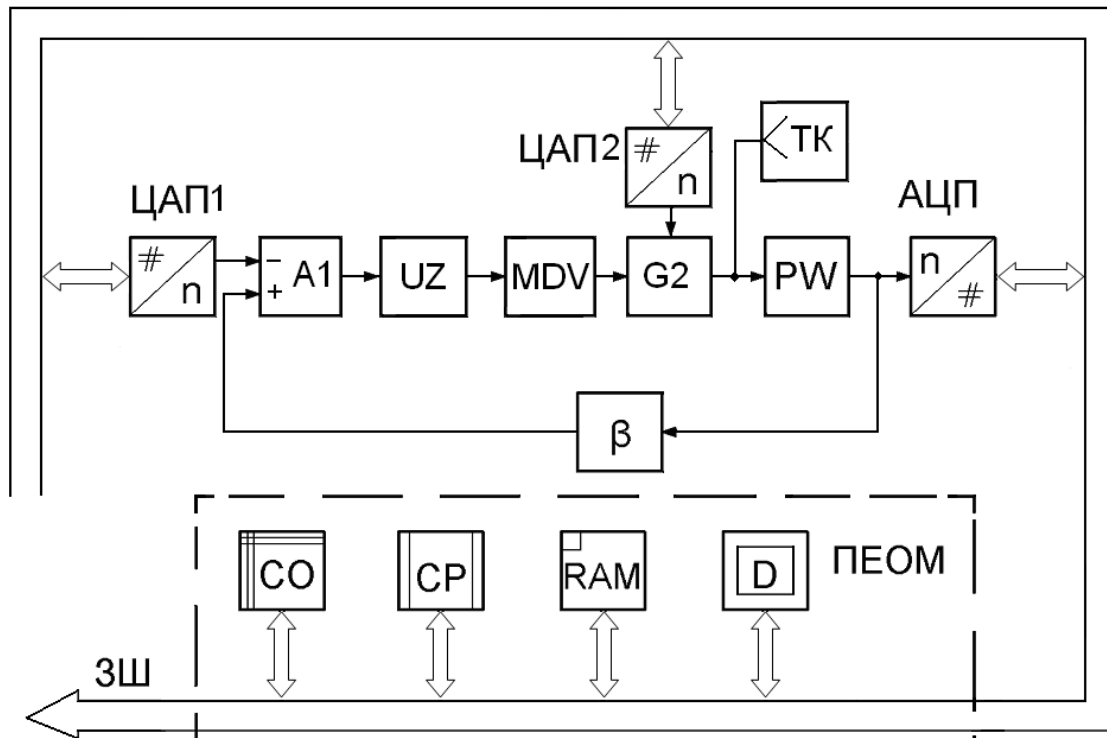 ЦАП2
#
n
ТК
ЦАП1
АЦП
#
n
−
+
A1
UZ
MDV
G2
PW
n
#
β
CO
CP
RAM
D
ПЕОМ
ЗШ